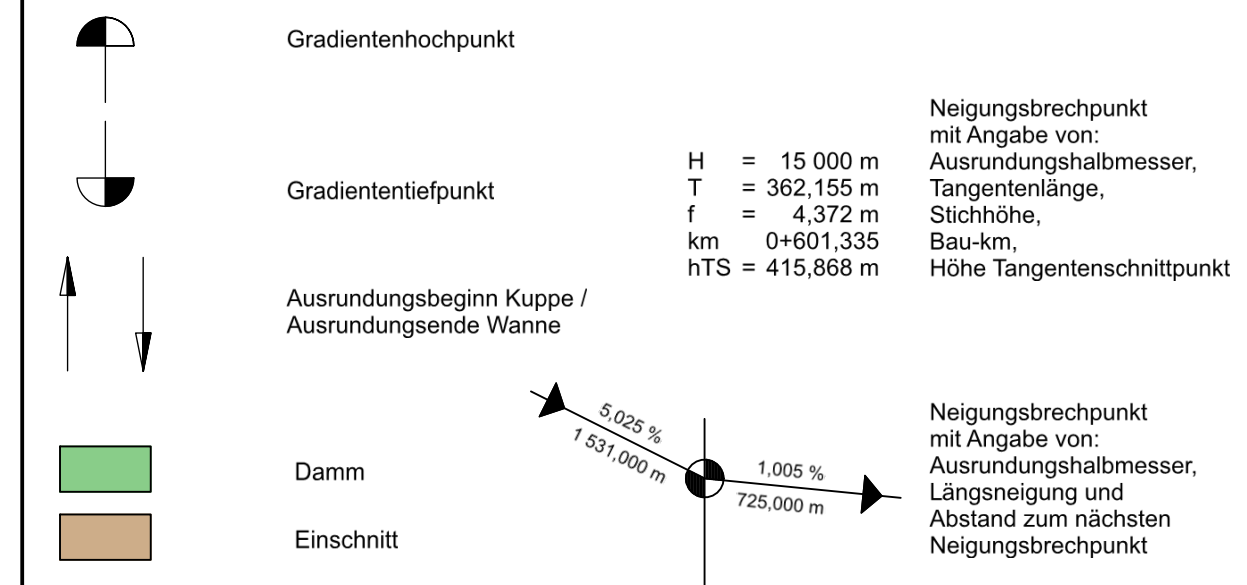 Gradientenhochpunkt
Gradiententiefpunkt
Ausrundungsbeginn Kuppe /
Ausrundungsende Wanne
Damm
Einschnitt
H = 15 000 m
T = 362,155 m
f = 4,372 m
km 0+601,335
hTS = 415,868 m
Neigungsbrechpunkt
mit Angabe von:
Ausrundungshalbmesser,
Tangentenlänge,
Stichhöhe,
Bau-km,
Höhe Tangentenschnittpunkt
5,025 %
1 531,000 m
1,005 %
725,000 m
Neigungsbrechpunkt
mit Angabe von:
Ausrundungshalbmesser,
Längsneigung und
Abstand zum nächsten
Neigungsbrechpunkt